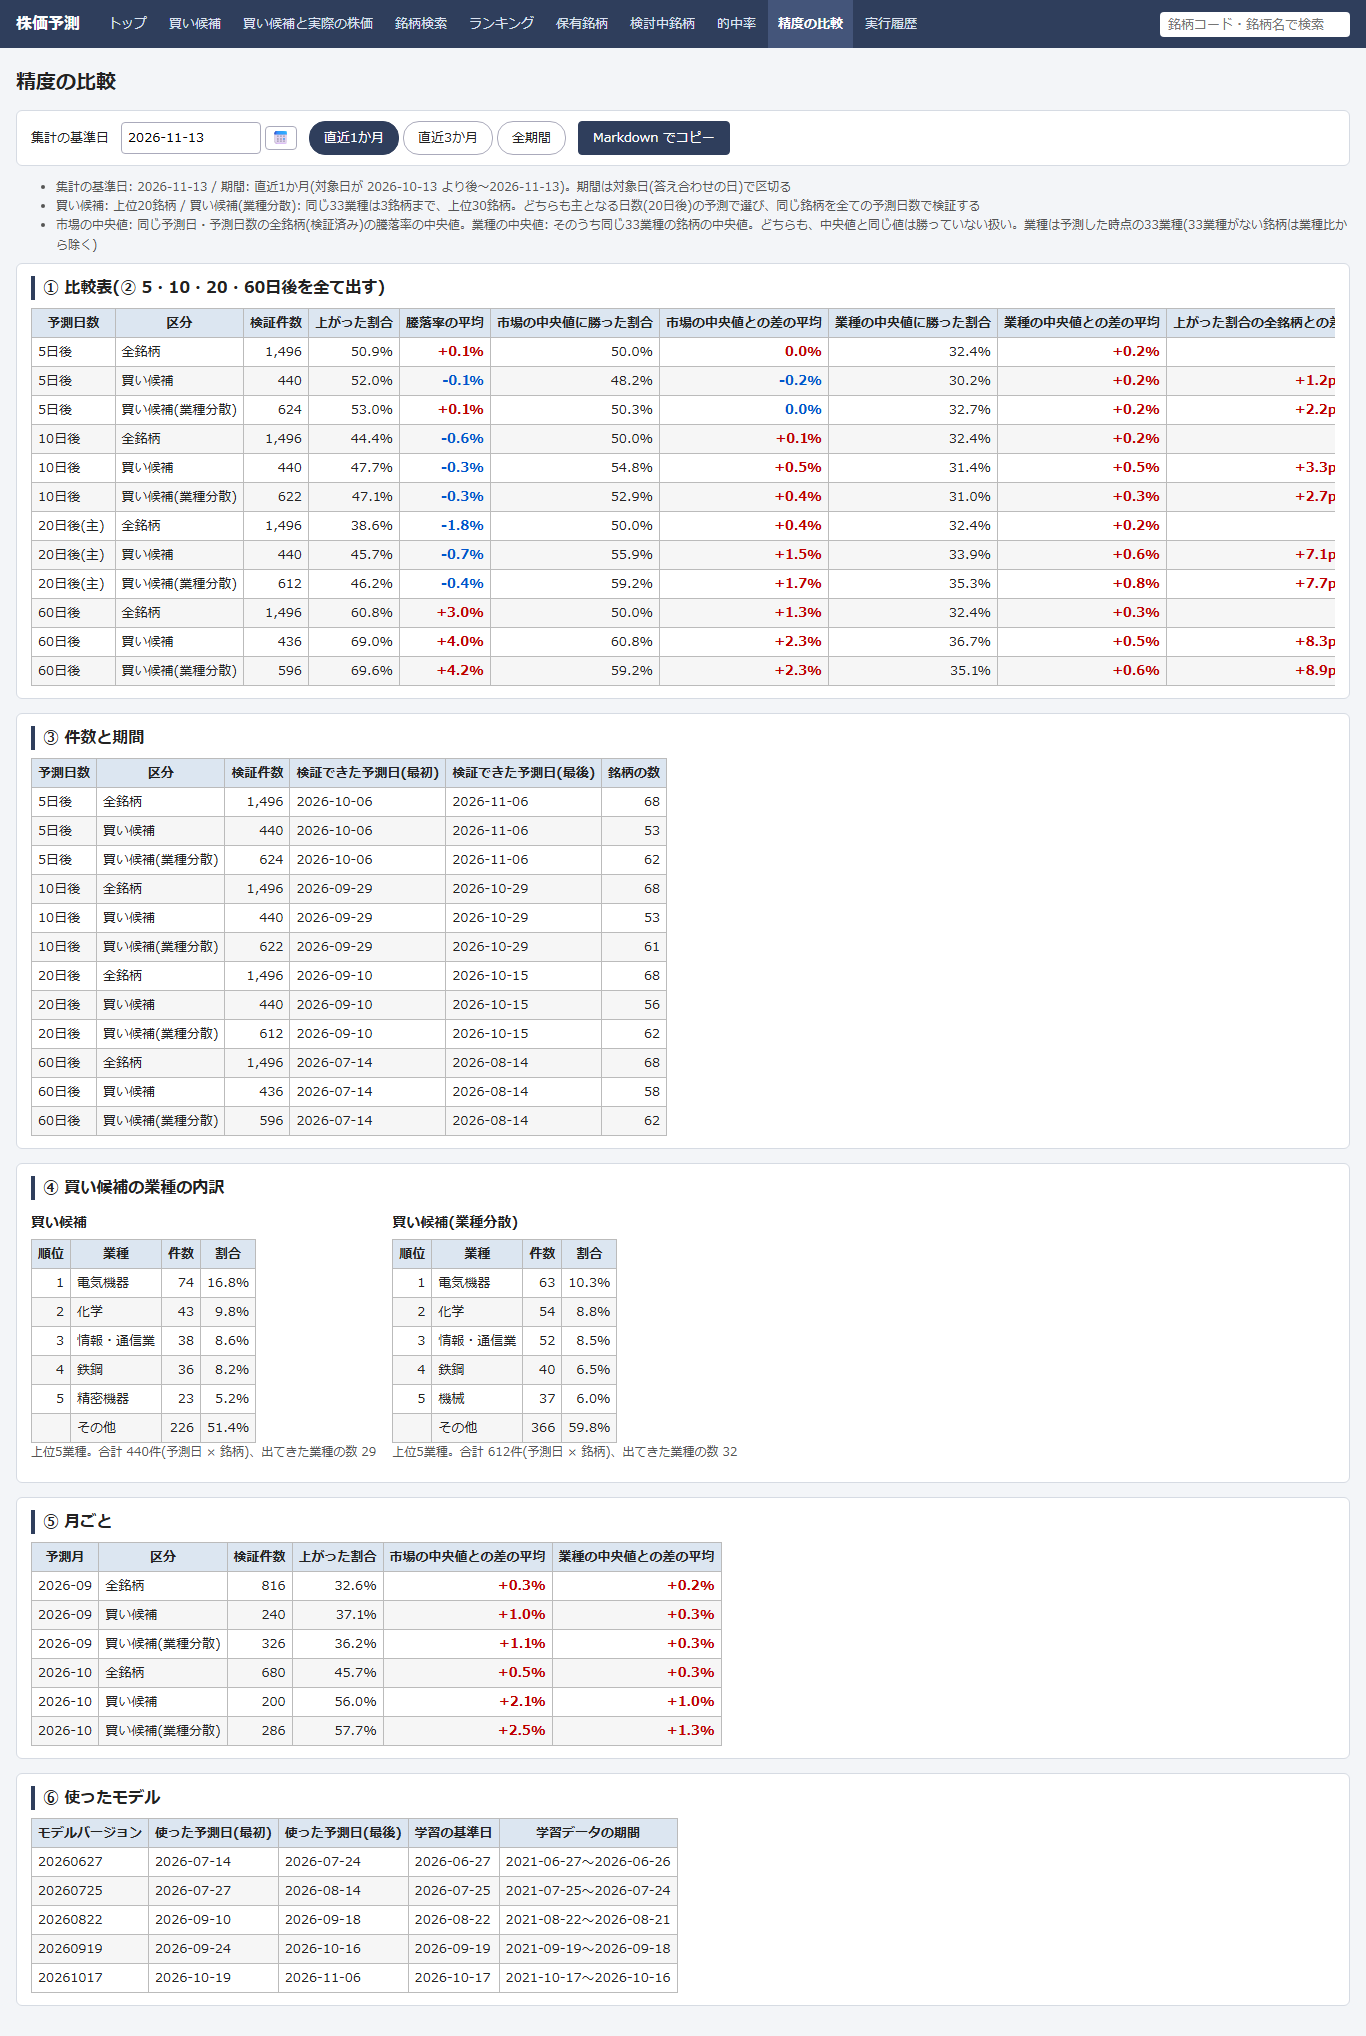 株価予測 トップ 買い候補 買い候補と実際の株価 銘柄検索 ランキング 保有銘柄 検討中銘柄 的中率 精度の比較 実行履歴 銘柄コード・銘柄名で検索
精度の比較
集計の基準日 2026-11-13 直近1か月 直近3か月 全期間 Markdown でコピー
• 集計の基準日: 2026-11-13 / 期間: 直近1か月(対象日が 2026-10-13 より後〜2026-11-13)。期間は対象日(答え合わせの日)で区切る
• 買い候補: 上位20銘柄 / 買い候補(業種分散): 同じ33業種は3銘柄まで、上位30銘柄。どちらも主となる日数(20日後)の予測で選び、同じ銘柄を全ての予測日数で検証する
• 市場の中央値: 同じ予測日・予測日数の全銘柄(検証済み)の騰落率の中央値。業種の中央値: そのうち同じ33業種の銘柄の中央値。どちらも、中央値と同じ値は勝っていない扱い。業種は予測した時点の33業種(33業種がない銘柄は業種比か
ら除く)
① 比較表(② 5・10・20・60日後を全て出す)
予測日数 区分 検証件数 上がった割合 騰落率の平均 市場の中央値に勝った割合 市場の中央値との差の平均 業種の中央値に勝った割合 業種の中央値との差の平均 上がった割合の全銘柄との差
5日後 全銘柄 1,496 50.9% +0.1% 50.0% 0.0% 32.4% +0.2%
5日後 買い候補 440 52.0% -0.1% 48.2% -0.2% 30.2% +0.2% +1.2p
5日後 買い候補(業種分散) 624 53.0% +0.1% 50.3% 0.0% 32.7% +0.2% +2.2p
10日後 全銘柄 1,496 44.4% -0.6% 50.0% +0.1% 32.4% +0.2%
10日後 買い候補 440 47.7% -0.3% 54.8% +0.5% 31.4% +0.5% +3.3p
10日後 買い候補(業種分散) 622 47.1% -0.3% 52.9% +0.4% 31.0% +0.3% +2.7p
20日後(主) 全銘柄 1,496 38.6% -1.8% 50.0% +0.4% 32.4% +0.2%
20日後(主) 買い候補 440 45.7% -0.7% 55.9% +1.5% 33.9% +0.6% +7.1p
20日後(主) 買い候補(業種分散) 612 46.2% -0.4% 59.2% +1.7% 35.3% +0.8% +7.7p
60日後 全銘柄 1,496 60.8% +3.0% 50.0% +1.3% 32.4% +0.3%
60日後 買い候補 436 69.0% +4.0% 60.8% +2.3% 36.7% +0.5% +8.3p
60日後 買い候補(業種分散) 596 69.6% +4.2% 59.2% +2.3% 35.1% +0.6% +8.9p
③ 件数と期間
予測日数 区分 検証件数 検証できた予測日(最初) 検証できた予測日(最後) 銘柄の数
5日後 全銘柄 1,496 2026-10-06 2026-11-06 68
5日後 買い候補 440 2026-10-06 2026-11-06 53
5日後 買い候補(業種分散) 624 2026-10-06 2026-11-06 62
10日後 全銘柄 1,496 2026-09-29 2026-10-29 68
10日後 買い候補 440 2026-09-29 2026-10-29 53
10日後 買い候補(業種分散) 622 2026-09-29 2026-10-29 61
20日後 全銘柄 1,496 2026-09-10 2026-10-15 68
20日後 買い候補 440 2026-09-10 2026-10-15 56
20日後 買い候補(業種分散) 612 2026-09-10 2026-10-15 62
60日後 全銘柄 1,496 2026-07-14 2026-08-14 68
60日後 買い候補 436 2026-07-14 2026-08-14 58
60日後 買い候補(業種分散) 596 2026-07-14 2026-08-14 62
④ 買い候補の業種の内訳
買い候補
順位 業種 件数 割合
1 電気機器 74 16.8%
2 化学 43 9.8%
3 情報・通信業 38 8.6%
4 鉄鋼 36 8.2%
5 精密機器 23 5.2%
その他 226 51.4%
上位5業種。合計 440件(予測日 × 銘柄)、出てきた業種の数 29
買い候補(業種分散)
順位 業種 件数 割合
1 電気機器 63 10.3%
2 化学 54 8.8%
3 情報・通信業 52 8.5%
4 鉄鋼 40 6.5%
5 機械 37 6.0%
その他 366 59.8%
上位5業種。合計 612件(予測日 × 銘柄)、出てきた業種の数 32
⑤ 月ごと
予測月 区分 検証件数 上がった割合 市場の中央値との差の平均 業種の中央値との差の平均
2026-09 全銘柄 816 32.6% +0.3% +0.2%
2026-09 買い候補 240 37.1% +1.0% +0.3%
2026-09 買い候補(業種分散) 326 36.2% +1.1% +0.3%
2026-10 全銘柄 680 45.7% +0.5% +0.3%
2026-10 買い候補 200 56.0% +2.1% +1.0%
2026-10 買い候補(業種分散) 286 57.7% +2.5% +1.3%
⑥ 使ったモデル
モデルバージョン 使った予測日(最初) 使った予測日(最後) 学習の基準日 学習データの期間
20260627 2026-07-14 2026-07-24 2026-06-27 2021-06-27〜2026-06-26
20260725 2026-07-27 2026-08-14 2026-07-25 2021-07-25〜2026-07-24
20260822 2026-09-10 2026-09-18 2026-08-22 2021-08-22〜2026-08-21
20260919 2026-09-24 2026-10-16 2026-09-19 2021-09-19〜2026-09-18
20261017 2026-10-19 2026-11-06 2026-10-17 2021-10-17〜2026-10-16